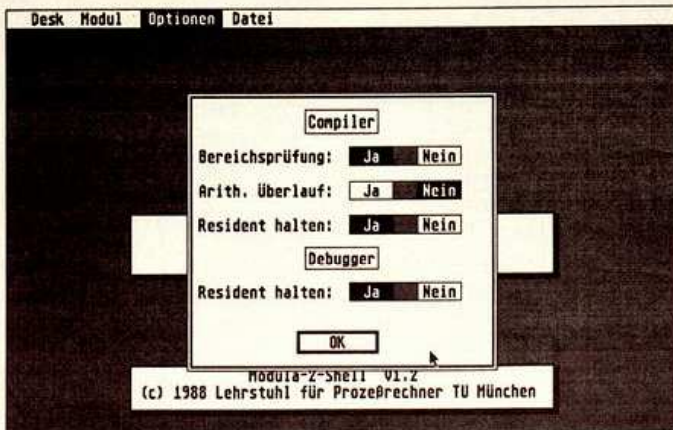 Desk Modul Optionen Datei
Compiler
Bereichsprüfung: Ja Nein
Arith. Überlauf: Ja Nein
Resident halten: Ja Nein
Debugger
Resident halten: Ja Nein
OK
Modula-2-Shell V1.2
(c) 1988 Lehrstuhl für Prozeßrechner TU München